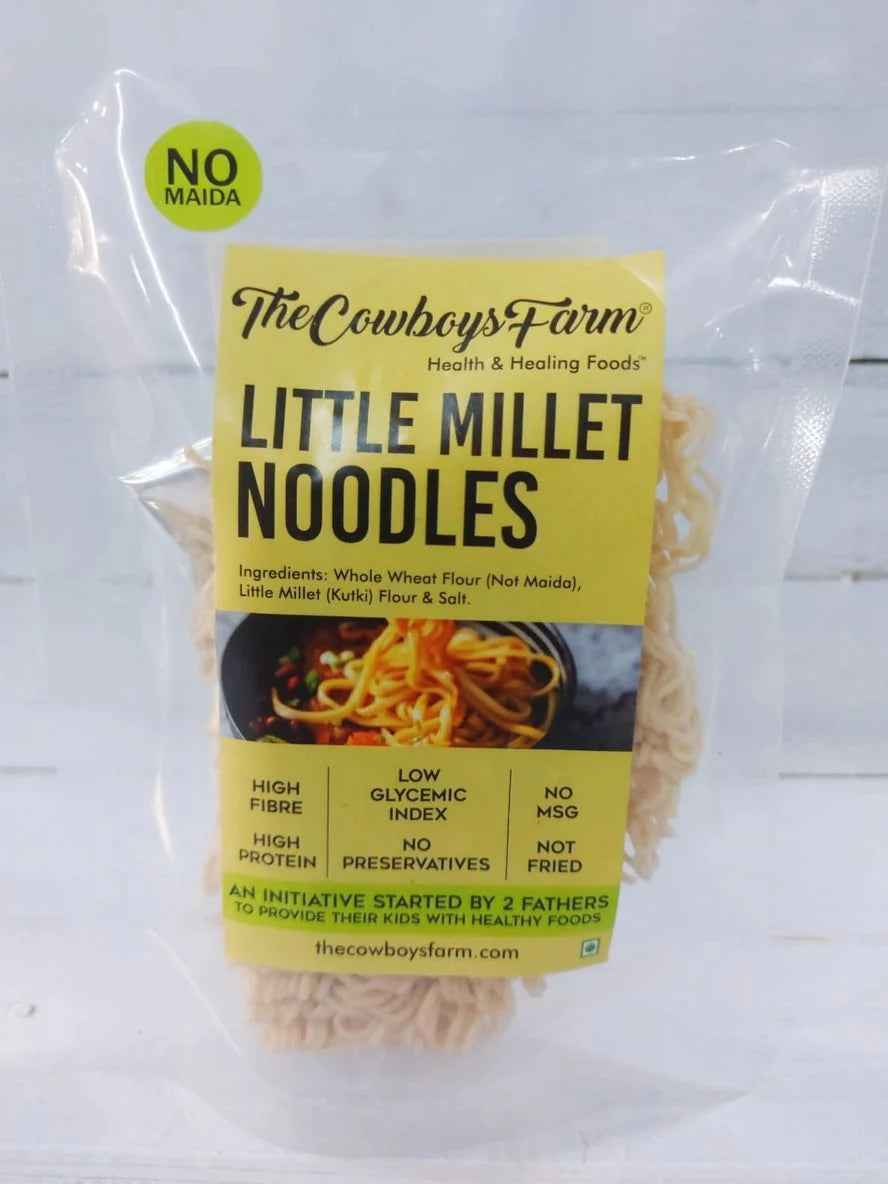 NO
MAIDA
TheCowboysFarm®
Health & Healing Foods™
LITTLE MILLET
NOODLES
Ingredients: Whole Wheat Flour (Not Maida),
Little Millet (Kutki) Flour & Salt.
HIGH
FIBRE
LOW
GLYCEMIC
INDEX
NO
MSG
HIGH
PROTEIN
NO
PRESERVATIVES
NOT
FRIED
AN INITIATIVE STARTED BY 2 FATHERS
TO PROVIDE THEIR KIDS WITH HEALTHY FOODS
thecowboysfarm.com